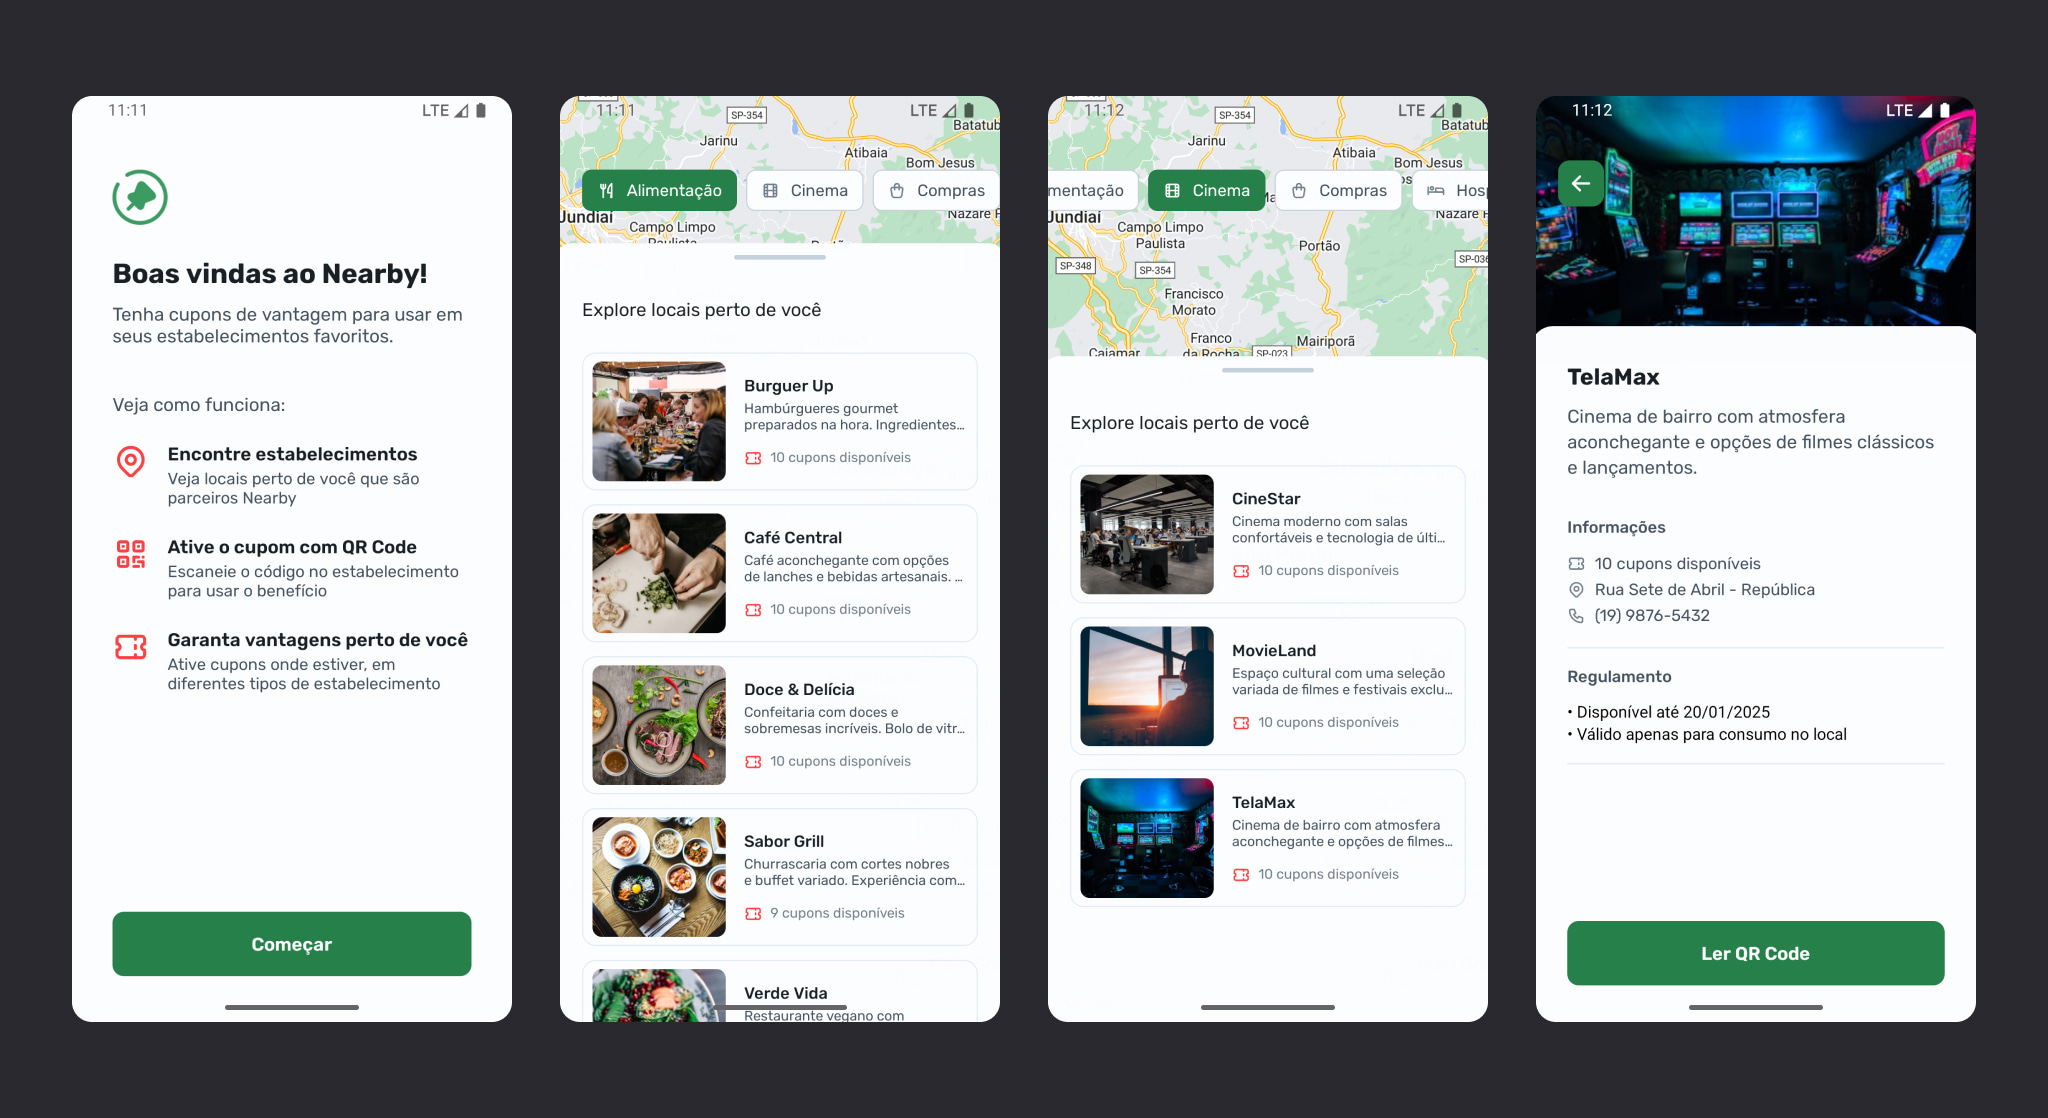 11:11
LTE
Boas vindas ao Nearby!
Tenha cupons de vantagem para usar em
seus estabelecimentos favoritos.
Veja como funciona:
Encontre estabelecimentos
Veja locais perto de você que são
parceiros Nearby
Ative o cupom com QR Code
Escaneie o código no estabelecimento
para usar o benefício
Garanta vantagens perto de você
Ative cupons onde estiver, em
diferentes tipos de estabelecimento
Começar
11:11
LTE
SP-354
Batatub
Jarinu
Atibaia
Bom Jesus
Alimentação
Cinema
Compras
Jundiaí
Nazaré P
Campo Limpo
Paulista
Explore locais perto de você
Burguer Up
Hambúrgueres gourmet
preparados na hora. Ingredientes…
10 cupons disponíveis
Café Central
Café aconchegante com opções
de lanches e bebidas artesanais. …
10 cupons disponíveis
Doce & Delícia
Confeitaria com doces e
sobremesas incríveis. Bolo de vitr…
10 cupons disponíveis
Sabor Grill
Churrascaria com cortes nobres
e buffet variado. Experiência com…
9 cupons disponíveis
Verde Vida
Restaurante vegano com
11:12
LTE
SP-354
Batatub
Jarinu
Atibaia
Bom Jesus
mentação
Cinema
Compras
Hosp
Jundiaí
Nazaré P
Campo Limpo
Paulista
Portão
SP-348
SP-354
SP-036
Francisco
Morato
Franco
da Rocha
Mairiporã
Cajamar
SP-023
Explore locais perto de você
CineStar
Cinema moderno com salas
confortáveis e tecnologia de últi…
10 cupons disponíveis
MovieLand
Espaço cultural com uma seleção
variada de filmes e festivais exclu…
10 cupons disponíveis
TelaMax
Cinema de bairro com atmosfera
aconchegante e opções de filmes…
10 cupons disponíveis
11:12
LTE
TelaMax
Cinema de bairro com atmosfera
aconchegante e opções de filmes clássicos
e lançamentos.
Informações
10 cupons disponíveis
Rua Sete de Abril - República
(19) 9876-5432
Regulamento
• Disponível até 20/01/2025
• Válido apenas para consumo no local
Ler QR Code